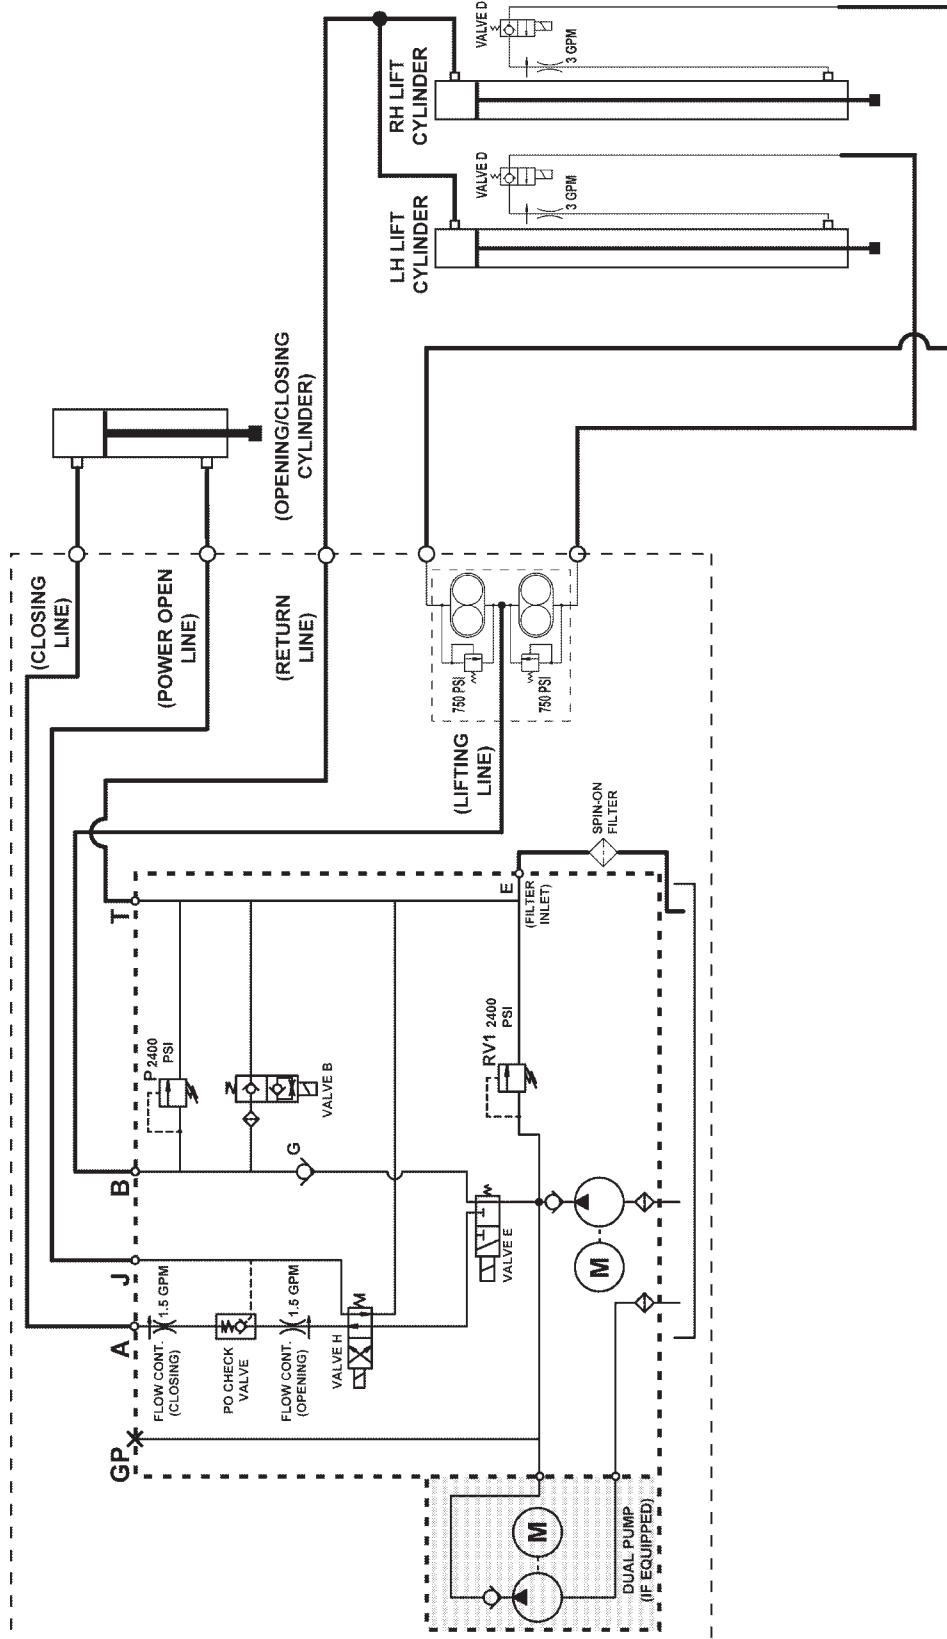 VALVE D
3 GPM
RH LIFT
CYLINDER
VALVE D
3 GPM
LH LIFT
CYLINDER
(OPENING/CLOSING
CYLINDER)
(CLOSING
LINE)
(POWER OPEN
LINE)
(RETURN
LINE)
750 PSI
750 PSI
(LIFTING
LINE)
SPIN-ON
FILTER
T
E
(FILTER
INLET)
P 2400
PSI
VALVE B
RV1 2400
PSI
B
G
J
A
1.5 GPM
FLOW CONT.
(CLOSING)
PO CHECK
VALVE
1.5 GPM
FLOW CONT.
(OPENING)
VALVE H
VALVE E
M
GP
M
DUAL PUMP
(IF EQUIPPED)